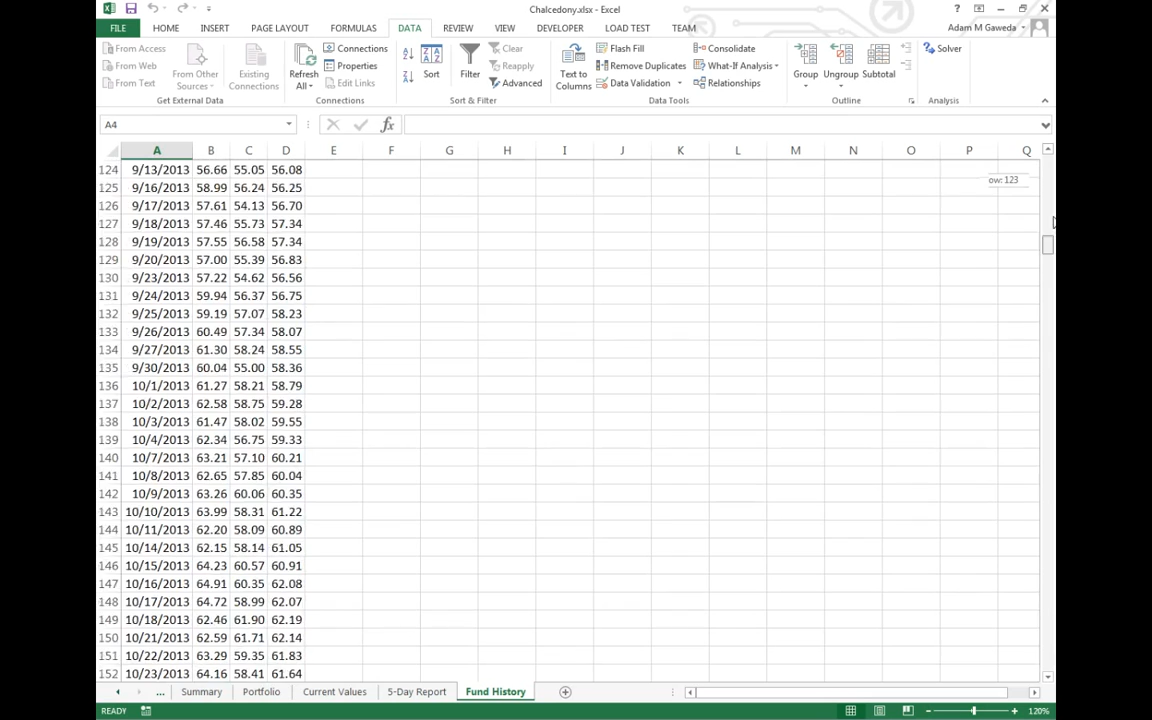 Chalcedony.xlsx - Excel
FILE HOME INSERT PAGE LAYOUT FORMULAS DATA REVIEW VIEW DEVELOPER LOAD TEST TEAM Adam M Gaweda
From Access
From Web
From Text
From Other Sources
Existing Connections
Get External Data
Refresh All
Connections
Properties
Edit Links
Connections
Sort
Filter
Clear
Reapply
Advanced
Sort & Filter
Text to Columns
Flash Fill
Remove Duplicates
Data Validation
Consolidate
What-If Analysis
Relationships
Data Tools
Group
Ungroup
Subtotal
Outline
Solver
Analysis
A4 fx
A B C D E F G H I J K L M N O P Q
124 9/13/2013 56.66 55.05 56.08
ow: 123
125 9/16/2013 58.99 56.24 56.25
126 9/17/2013 57.61 54.13 56.70
127 9/18/2013 57.46 55.73 57.34
128 9/19/2013 57.55 56.58 57.34
129 9/20/2013 57.00 55.39 56.83
130 9/23/2013 57.22 54.62 56.56
131 9/24/2013 59.94 56.37 56.75
132 9/25/2013 59.19 57.07 58.23
133 9/26/2013 60.49 57.34 58.07
134 9/27/2013 61.30 58.24 58.55
135 9/30/2013 60.04 55.00 58.36
136 10/1/2013 61.27 58.21 58.79
137 10/2/2013 62.58 58.75 59.28
138 10/3/2013 61.47 58.02 59.55
139 10/4/2013 62.34 56.75 59.33
140 10/7/2013 63.21 57.10 60.21
141 10/8/2013 62.65 57.85 60.04
142 10/9/2013 63.26 60.06 60.35
143 10/10/2013 63.99 58.31 61.22
144 10/11/2013 62.20 58.09 60.89
145 10/14/2013 62.15 58.14 61.05
146 10/15/2013 64.23 60.57 60.91
147 10/16/2013 64.91 60.35 62.08
148 10/17/2013 64.72 58.99 62.07
149 10/18/2013 62.46 61.90 62.19
150 10/21/2013 62.59 61.71 62.14
151 10/22/2013 63.29 59.35 61.83
152 10/23/2013 64.16 58.41 61.64
... Summary Portfolio Current Values 5-Day Report Fund History
READY 120%